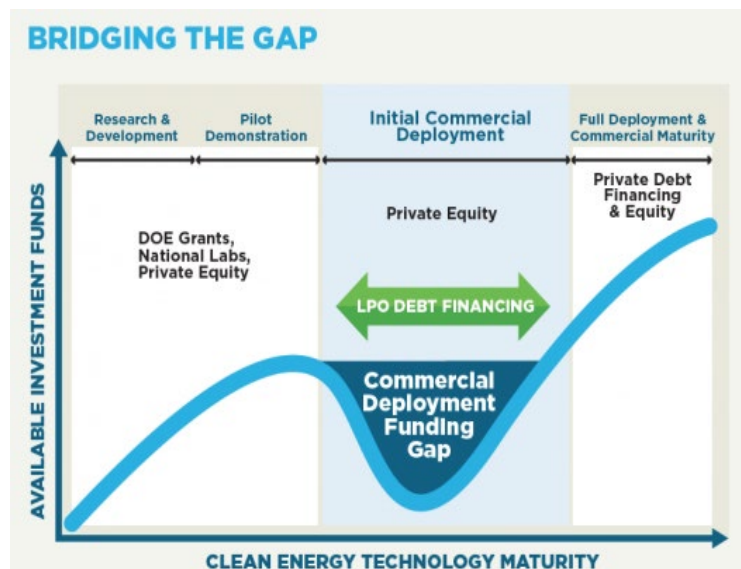 BRIDGING THE GAP
Research &
Development
Pilot
Demonstration
Initial Commercial
Deployment
Full Deployment &
Commercial Maturity
DOE Grants,
National Labs,
Private Equity
Private Equity
Private Debt
Financing
& Equity
LPO DEBT FINANCING
Commercial
Deployment
Funding
Gap
AVAILABLE INVESTMENT FUNDS
CLEAN ENERGY TECHNOLOGY MATURITY